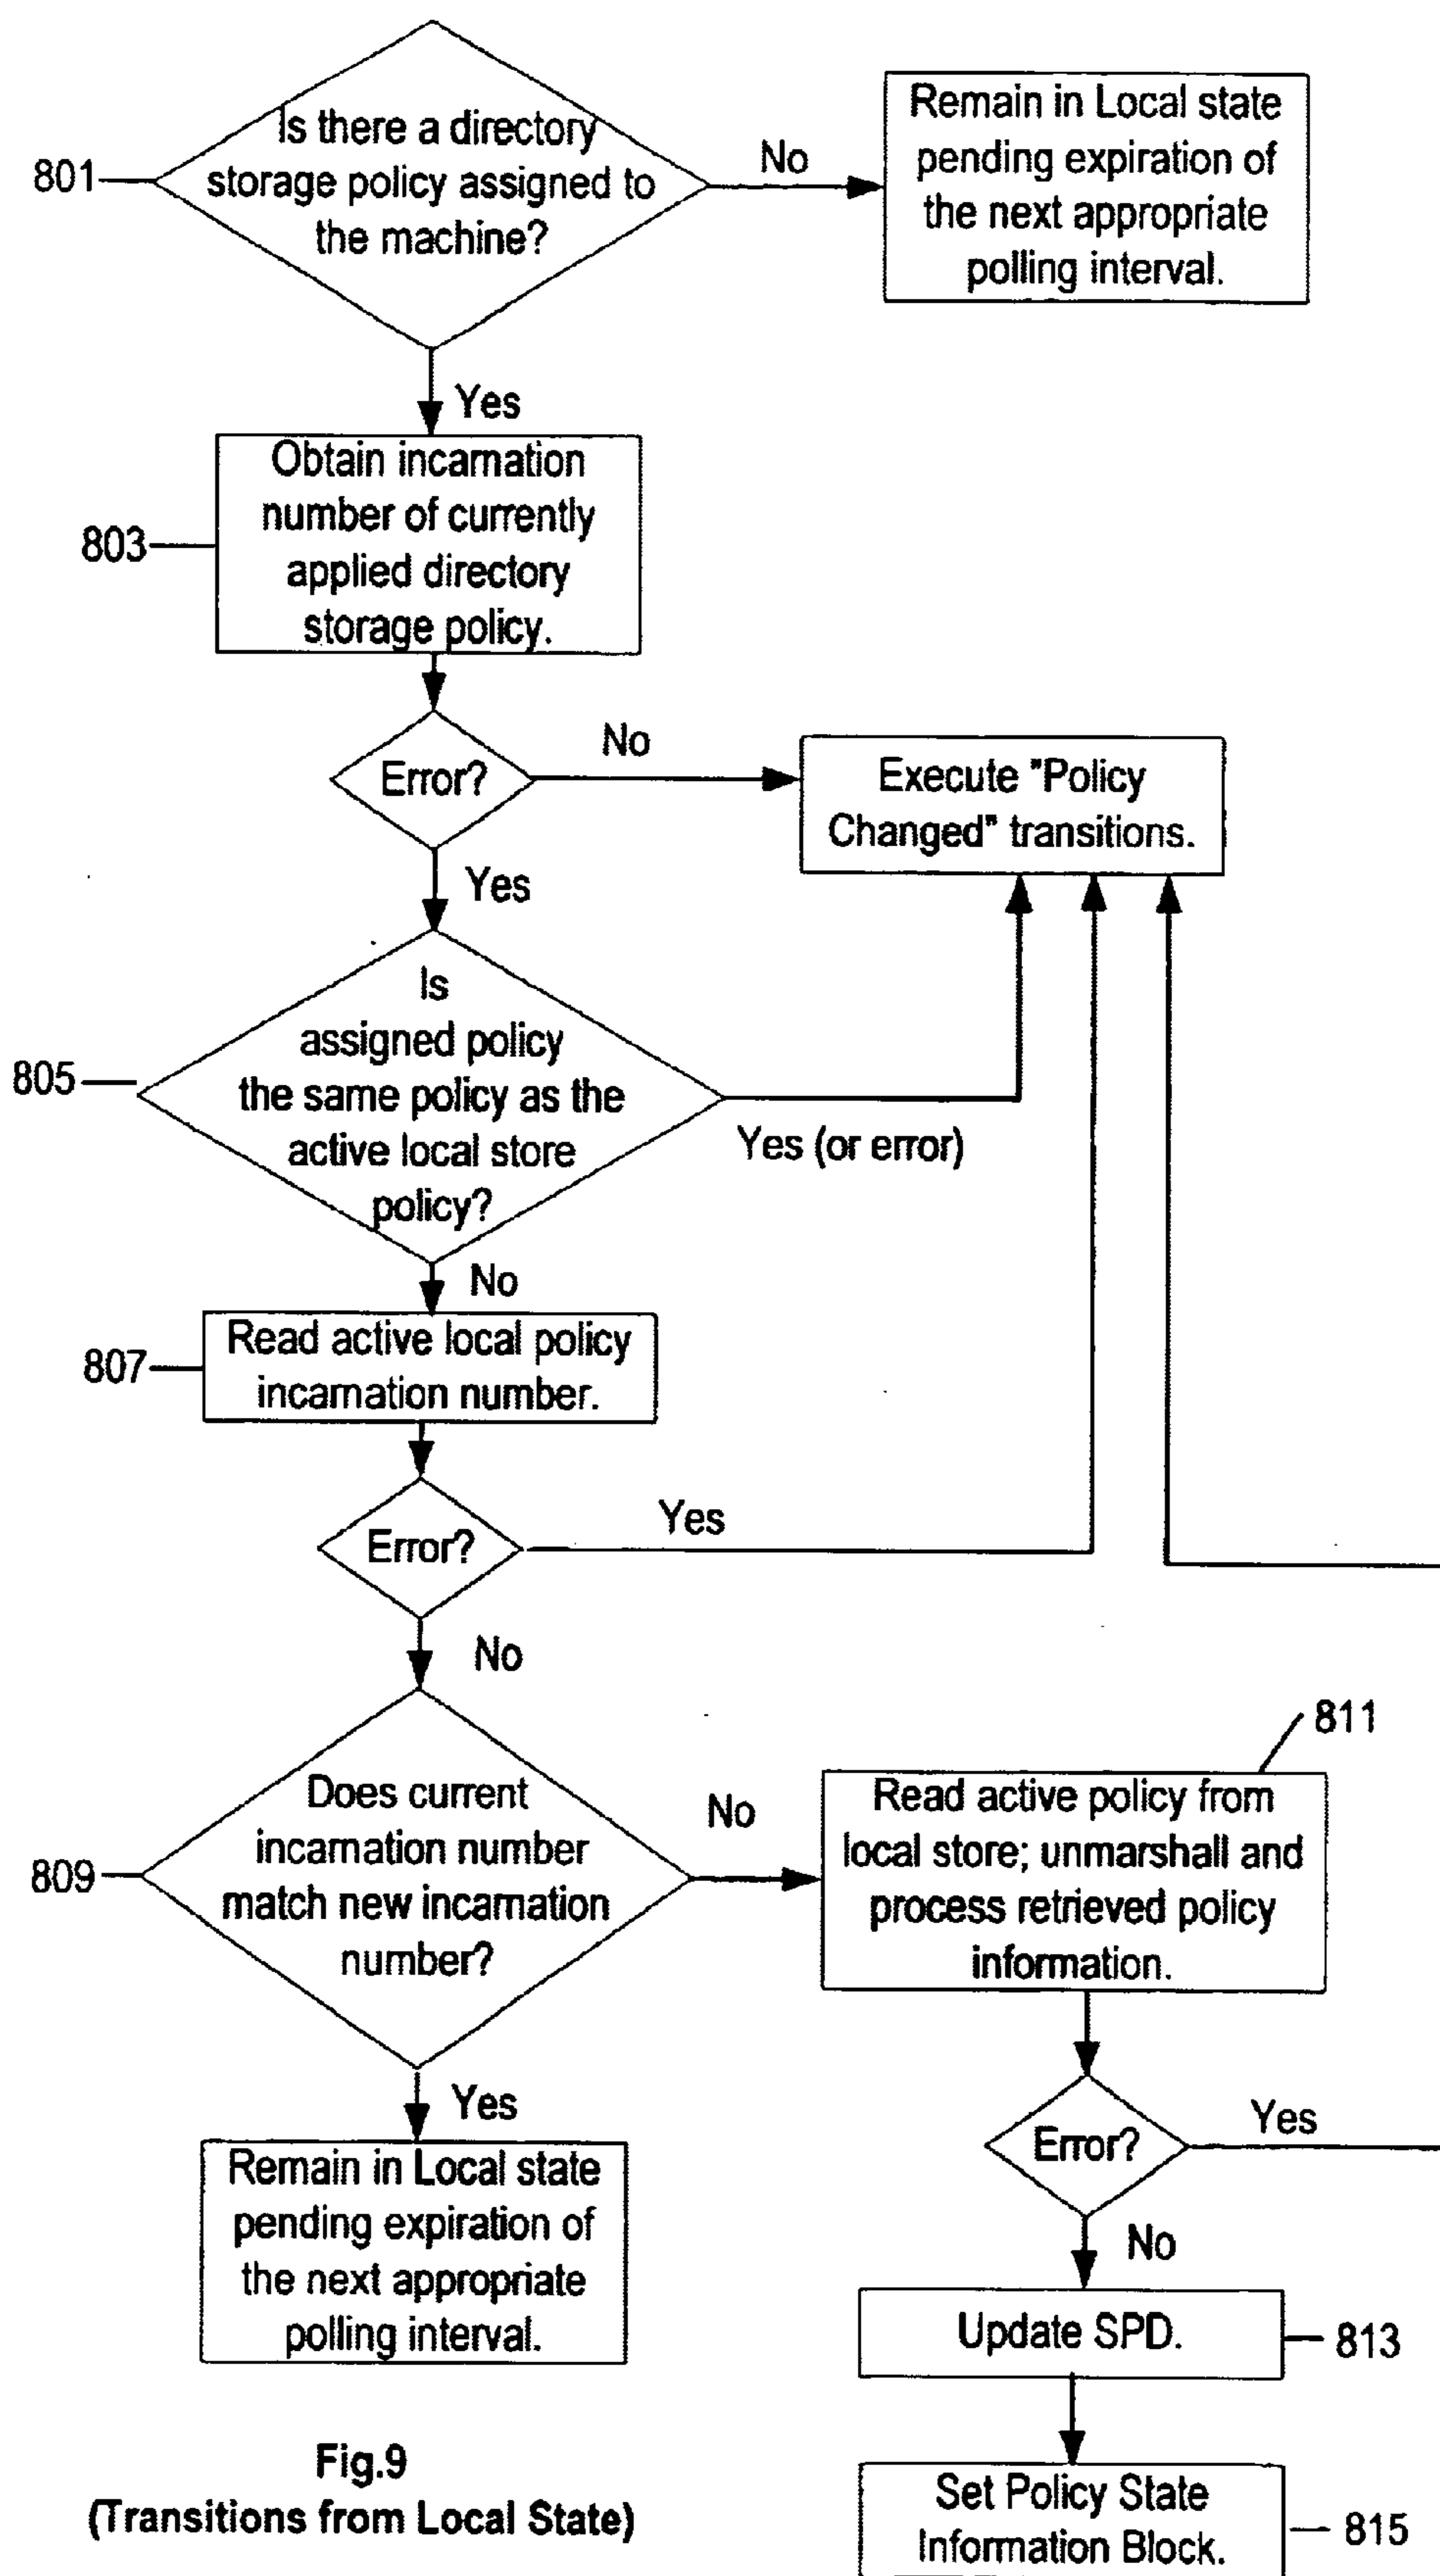 Is there a directory
storage policy assigned to
the machine?
801
No
Remain in Local state
pending expiration of
the next appropriate
polling interval.
Yes
Obtain incarnation
number of currently
applied directory
storage policy.
803
Error?
No
Execute "Policy
Changed" transitions.
Yes
Is
assigned policy
the same policy as the
active local store
policy?
805
Yes (or error)
No
Read active local policy
incarnation number.
807
Error?
Yes
No
Does current
incarnation number
match new incarnation
number?
809
No
811
Read active policy from
local store; unmarshall and
process retrieved policy
information.
Yes
Remain in Local state
pending expiration of
the next appropriate
polling interval.
Error?
Yes
No
Update SPD.
813
Set Policy State
Information Block.
815
Fig.9
(Transitions from Local State)